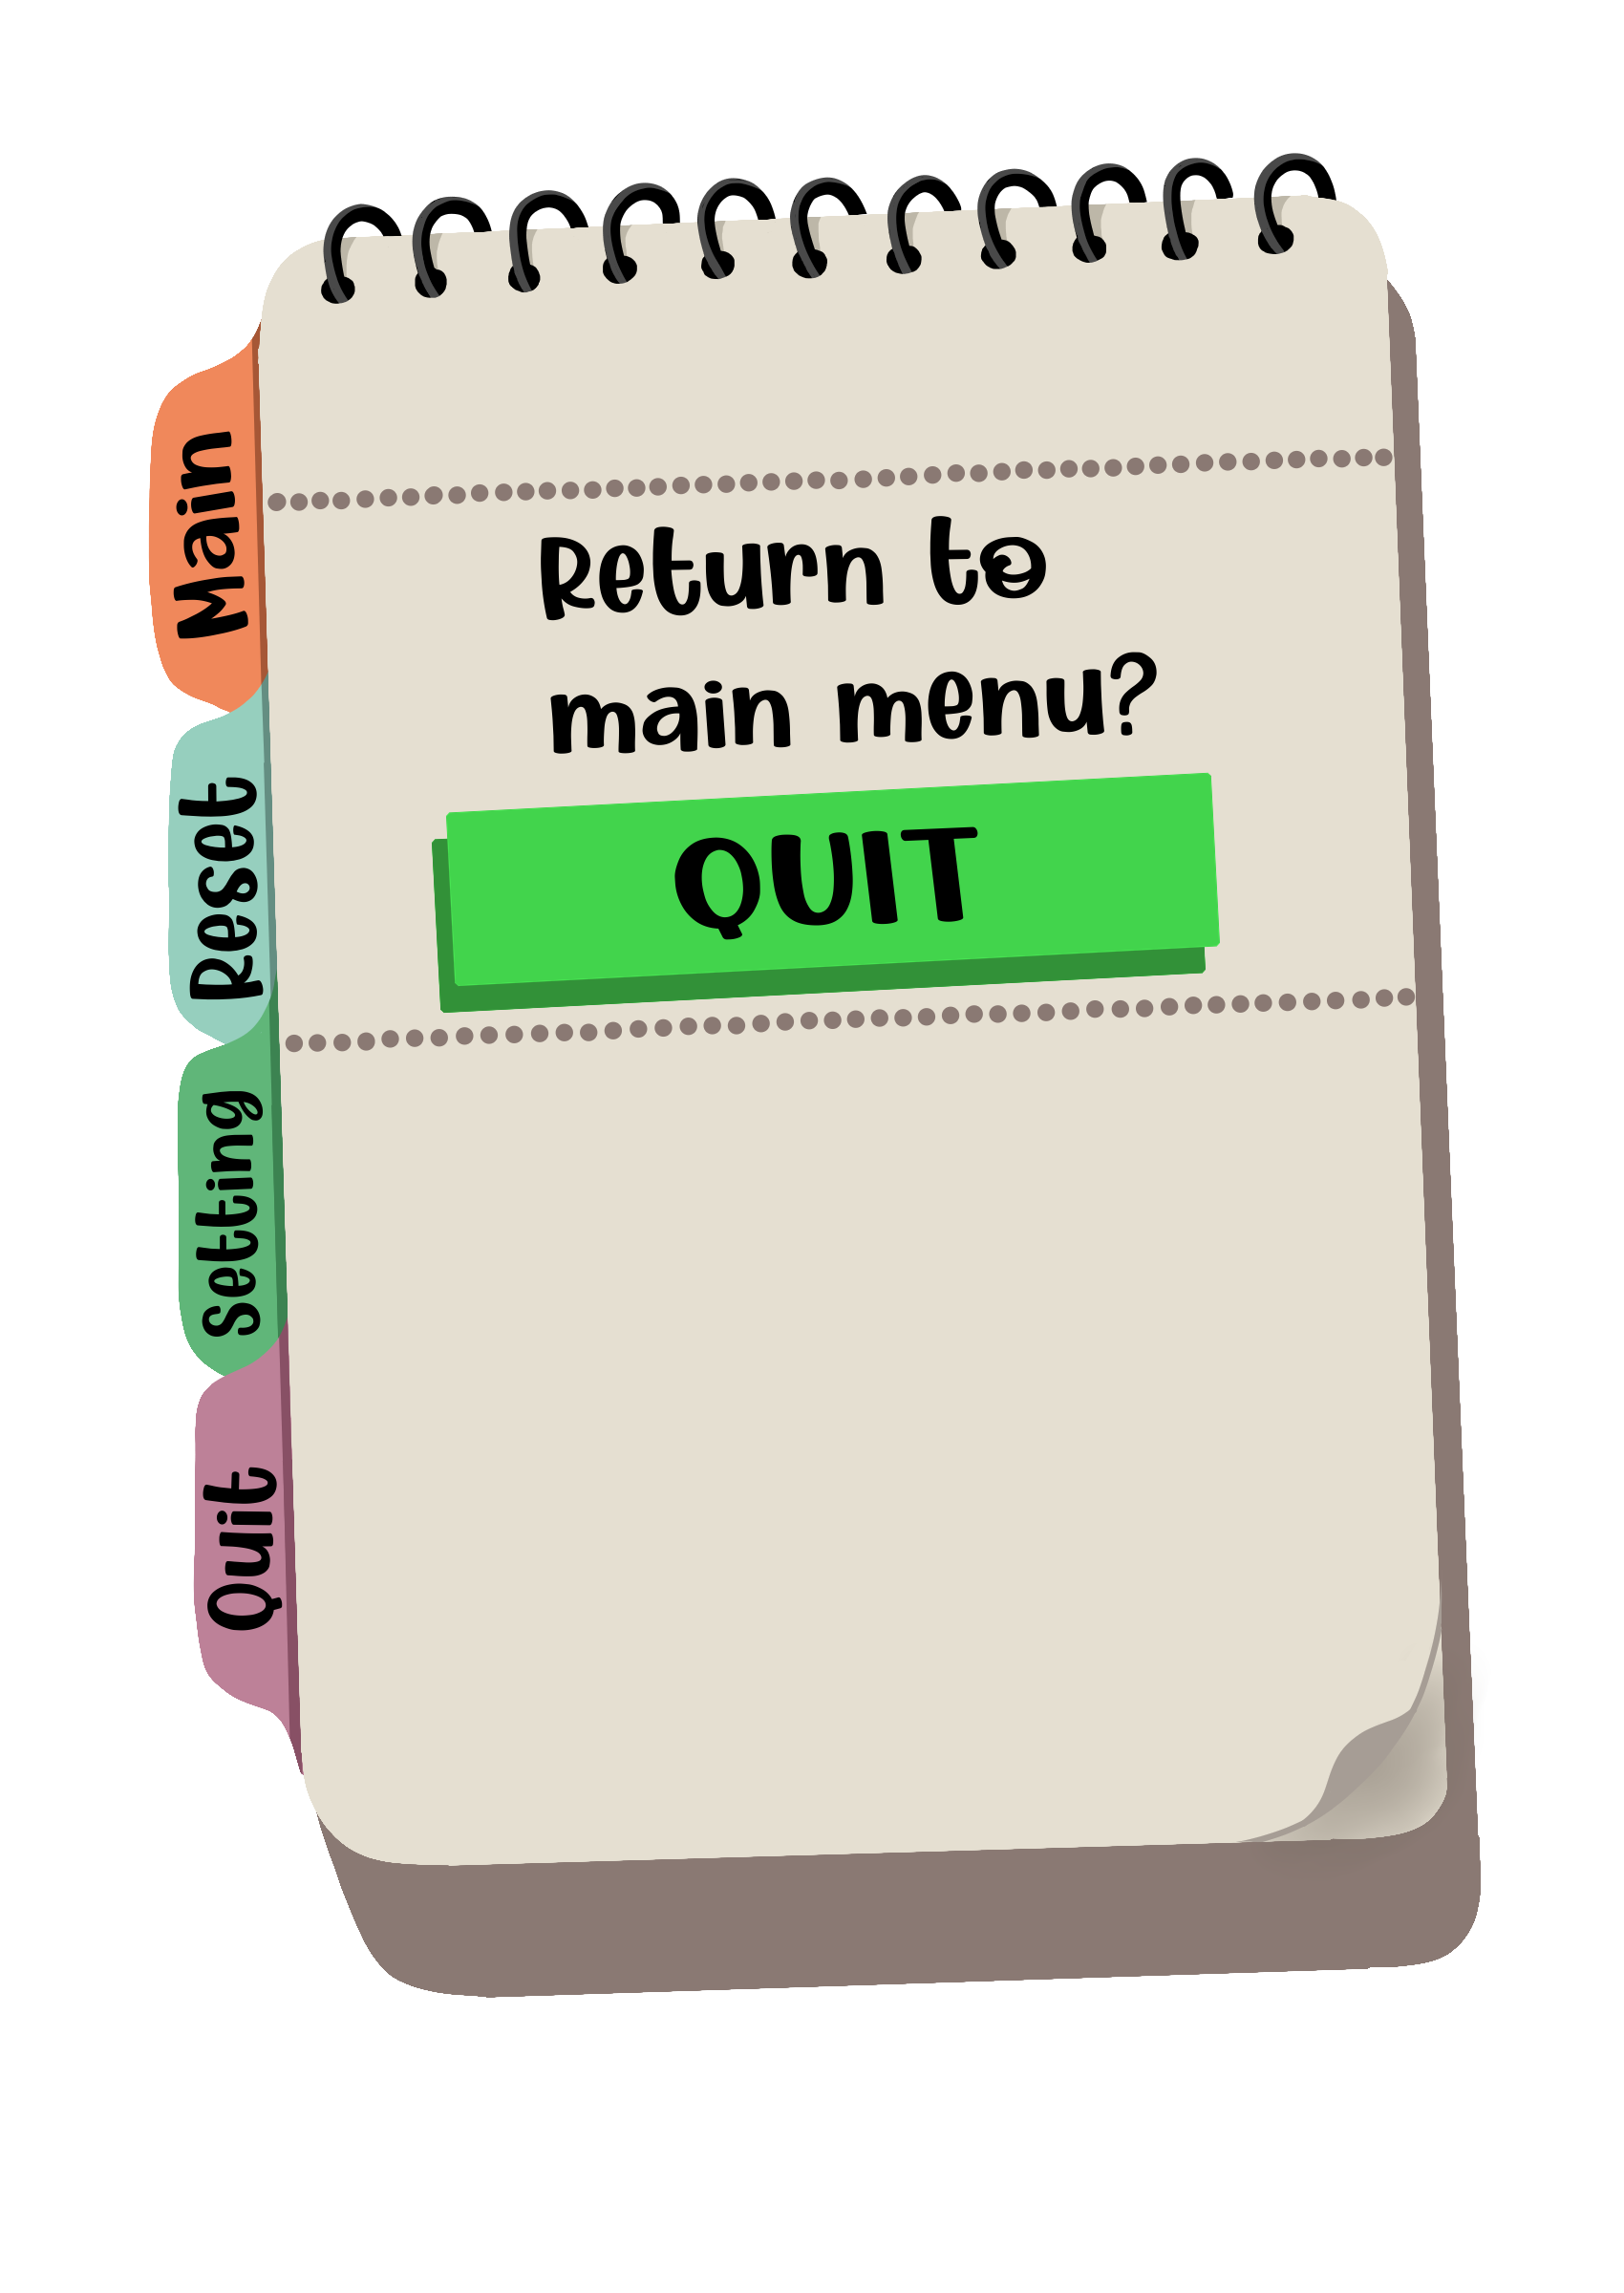 Return to
main menu?
QUIT
Main
Reset
Setting
Quit